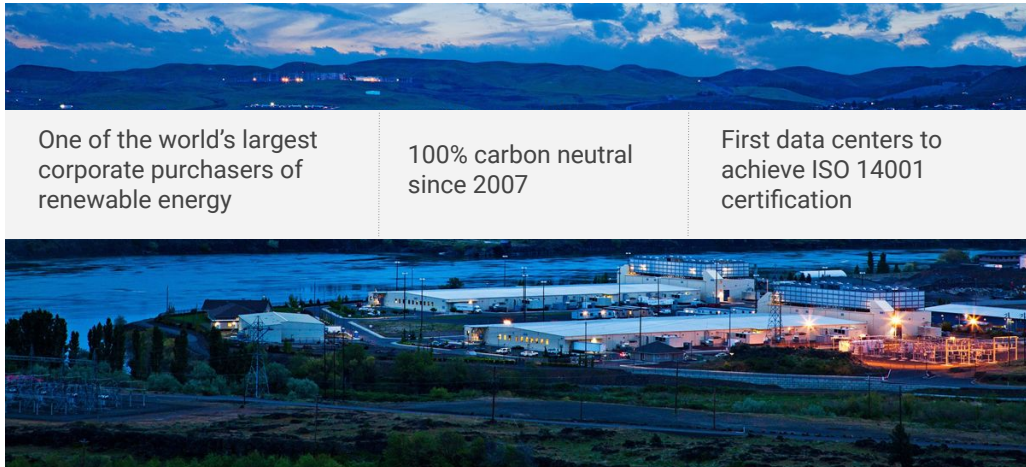 One of the world's largest
corporate purchasers of
renewable energy
100% carbon neutral
since 2007
First data centers to
achieve ISO 14001
certification